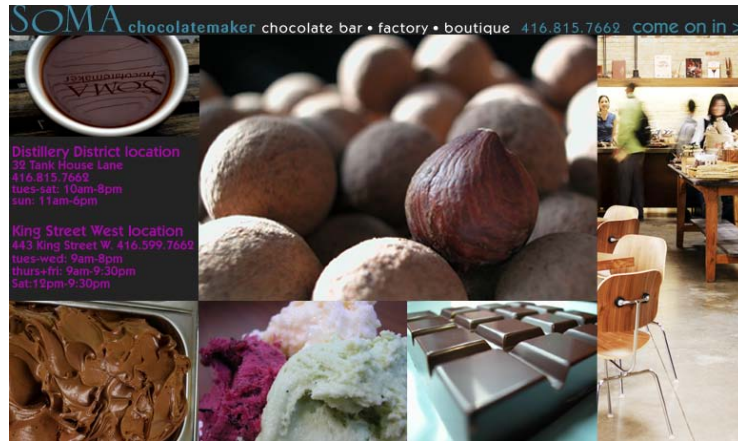 SOMA chocolatemaker chocolate bar • factory • boutique 416.815.7662 come on in >
SOMA
chocolatemaker
Distillery District location
32 Tank House Lane
416.815.7662
tues-sat: 10am-8pm
sun: 11am-6pm
King Street West location
443 King Street W. 416.599.7662
tues-wed: 9am-8pm
thurs+fri: 9am-9:30pm
Sat:12pm-9:30pm